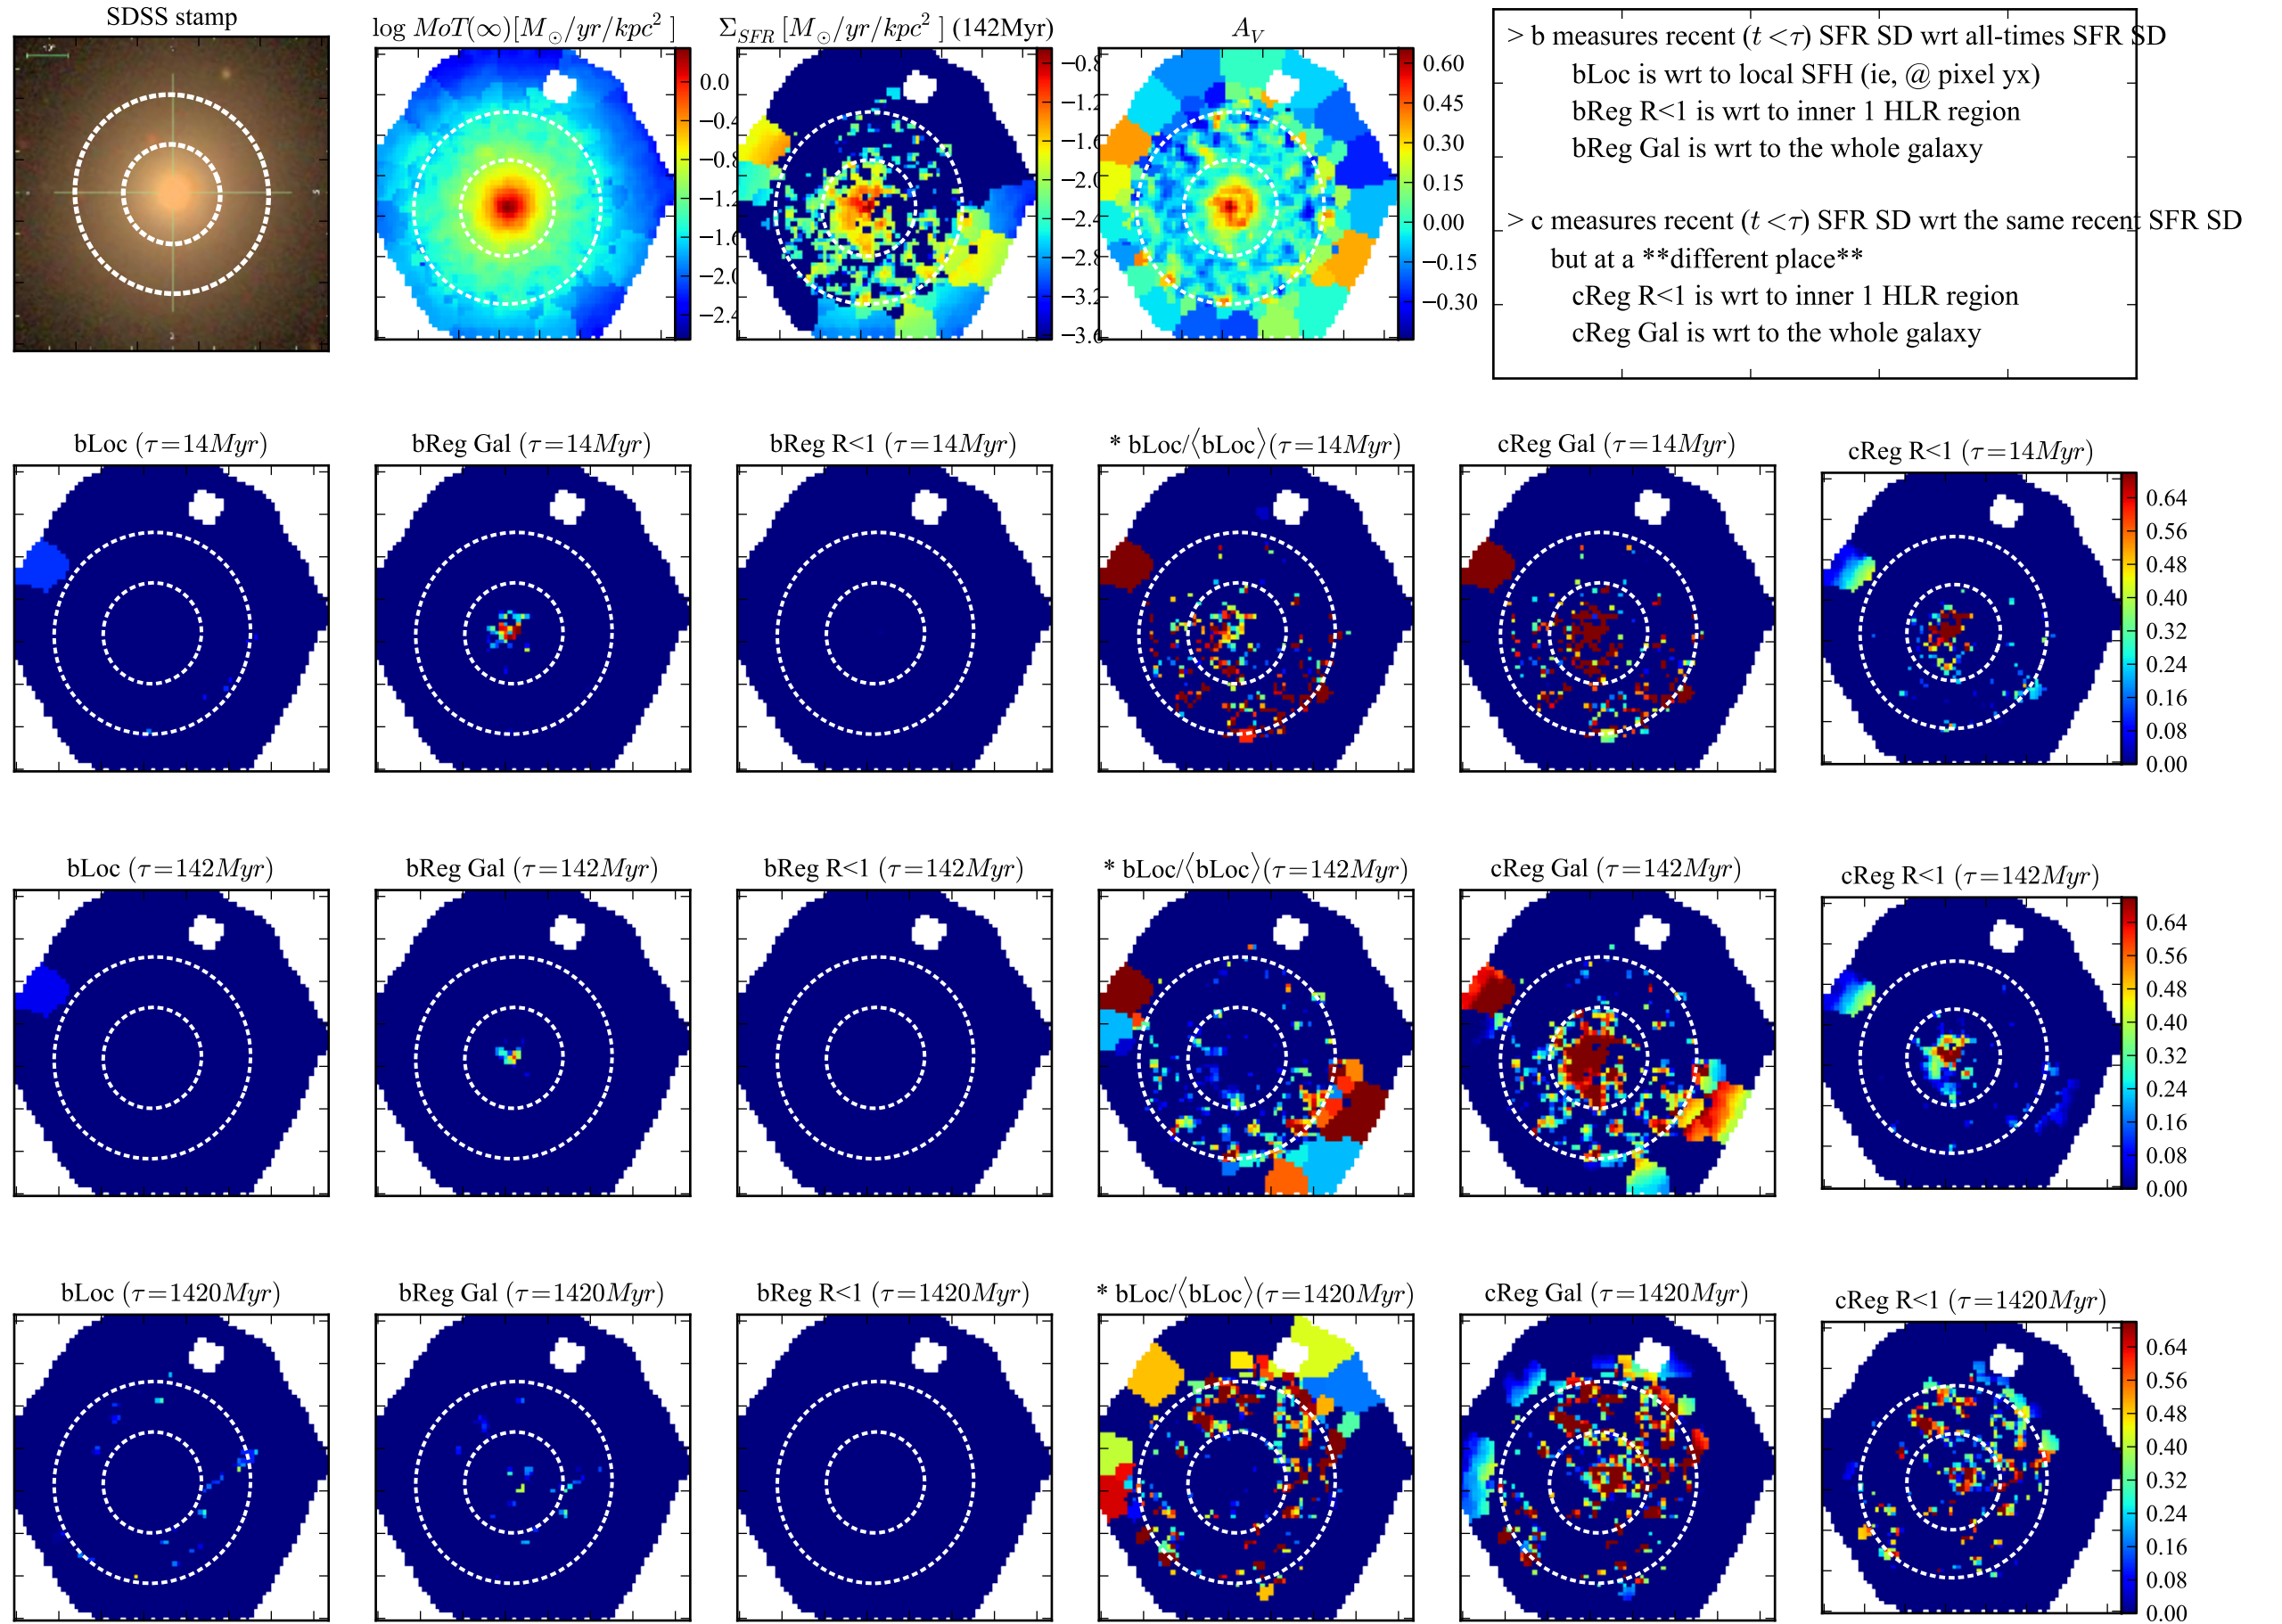 SDSS stamp
log MoT(∞)[M⊙/yr/kpc² ]
Σ_SFR [M⊙/yr/kpc² ] (142Myr)
A_V
0.0
−0.4
−0.8
−1.2
−1.6
−2.0
−2.4
−0.8
−1.2
−1.6
−2.0
−2.4
−2.8
−3.2
−3.6
0.60
0.45
0.30
0.15
0.00
−0.15
−0.30
> b measures recent (t <τ) SFR SD wrt all-times SFR SD
bLoc is wrt to local SFH (ie, @ pixel yx)
bReg R<1 is wrt to inner 1 HLR region
bReg Gal is wrt to the whole galaxy
> c measures recent (t <τ) SFR SD wrt the same recent SFR SD
but at a **different place**
cReg R<1 is wrt to inner 1 HLR region
cReg Gal is wrt to the whole galaxy
bLoc (τ=14Myr)
bReg Gal (τ=14Myr)
bReg R<1 (τ=14Myr)
* bLoc/⟨bLoc⟩(τ=14Myr)
cReg Gal (τ=14Myr)
cReg R<1 (τ=14Myr)
0.64
0.56
0.48
0.40
0.32
0.24
0.16
0.08
0.00
bLoc (τ=142Myr)
bReg Gal (τ=142Myr)
bReg R<1 (τ=142Myr)
* bLoc/⟨bLoc⟩(τ=142Myr)
cReg Gal (τ=142Myr)
cReg R<1 (τ=142Myr)
0.64
0.56
0.48
0.40
0.32
0.24
0.16
0.08
0.00
bLoc (τ=1420Myr)
bReg Gal (τ=1420Myr)
bReg R<1 (τ=1420Myr)
* bLoc/⟨bLoc⟩(τ=1420Myr)
cReg Gal (τ=1420Myr)
cReg R<1 (τ=1420Myr)
0.64
0.56
0.48
0.40
0.32
0.24
0.16
0.08
0.00